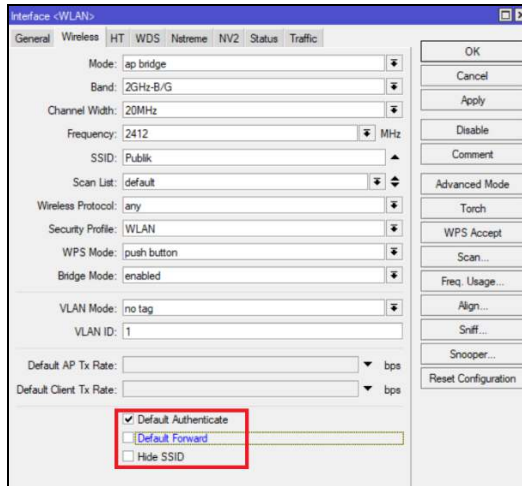 Interface <WLAN>
General Wireless HT WDS Nstreme NV2 Status Traffic
Mode: ap bridge
Band: 2GHz-B/G
Channel Width: 20MHz
Frequency: 2412 MHz
SSID: Publik
Scan List: default
Wireless Protocol: any
Security Profile: WLAN
WPS Mode: push button
Bridge Mode: enabled
VLAN Mode: no tag
VLAN ID: 1
Default AP Tx Rate: bps
Default Client Tx Rate: bps
Default Authenticate
Default Forward
Hide SSID
OK
Cancel
Apply
Disable
Comment
Advanced Mode
Torch
WPS Accept
Scan...
Freq. Usage...
Align...
Sniff...
Snooper...
Reset Configuration